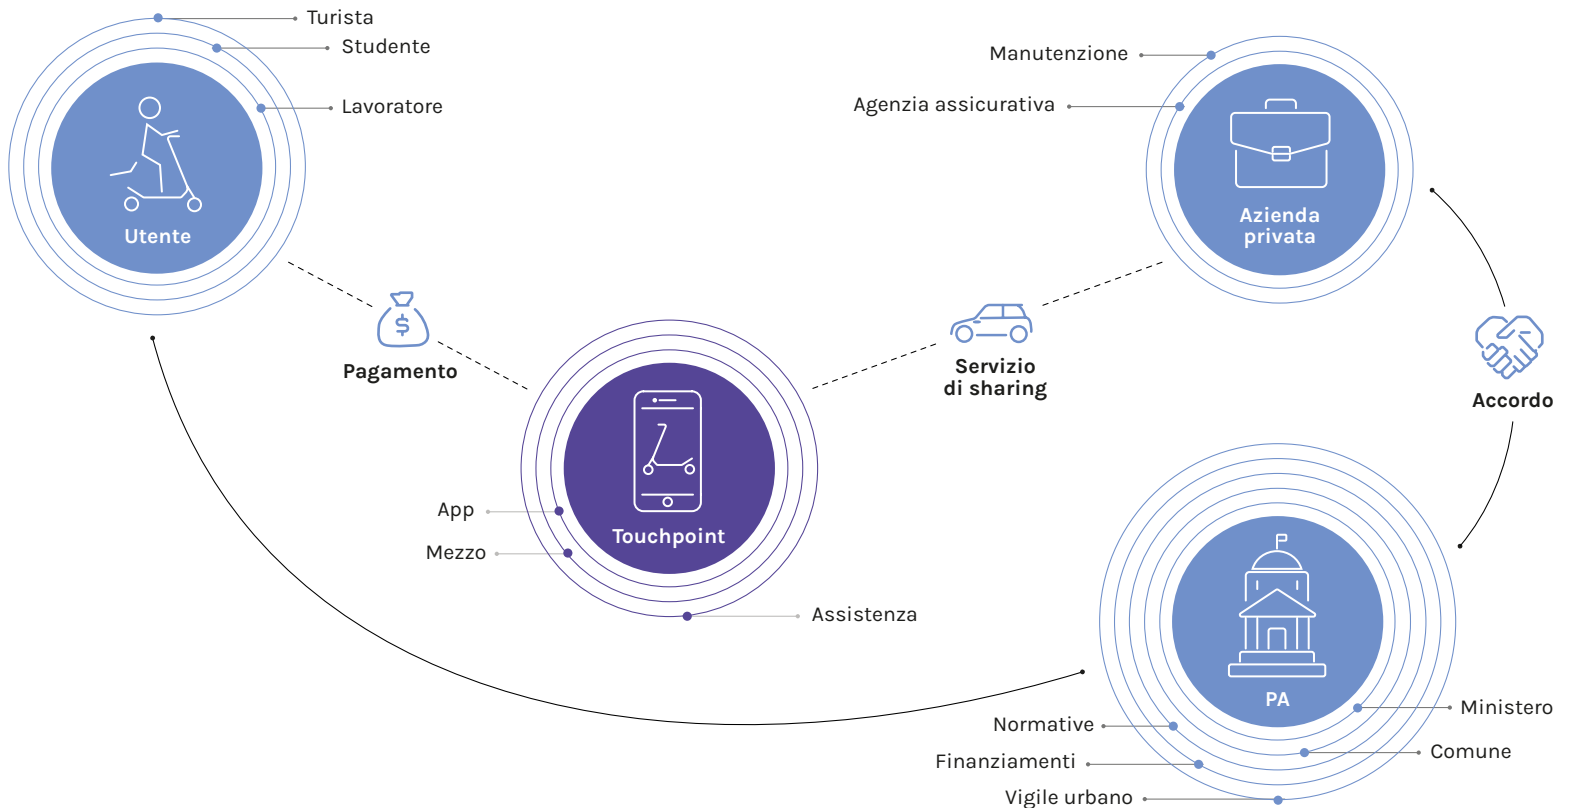 Turista
Studente
Lavoratore
Utente
Manutenzione
Agenzia assicurativa
Azienda
privata
$
Pagamento
Servizio
di sharing
Accordo
App
Mezzo
Touchpoint
Assistenza
PA
Ministero
Normative
Comune
Finanziamenti
Vigile urbano